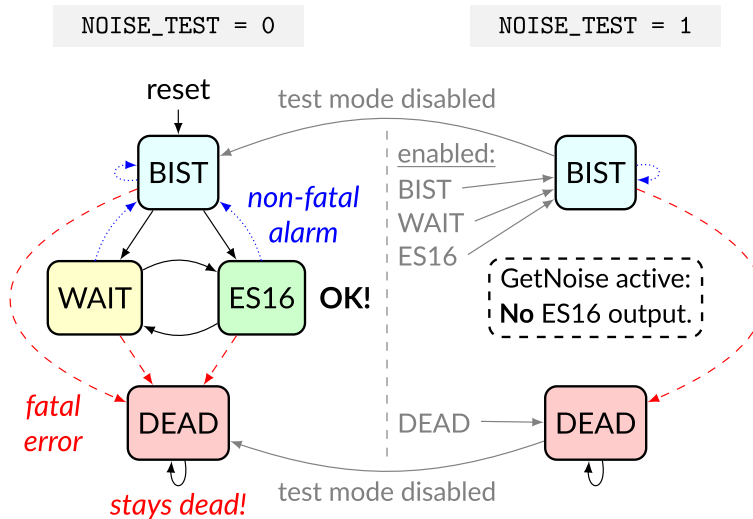 NOISE_TEST = 0
NOISE_TEST = 1
reset
test mode disabled
BIST
enabled:
BIST
BIST
non-fatal
alarm
WAIT
ES16
WAIT
ES16
OK!
GetNoise active:
No ES16 output.
fatal
error
DEAD
DEAD
DEAD
stays dead!
test mode disabled